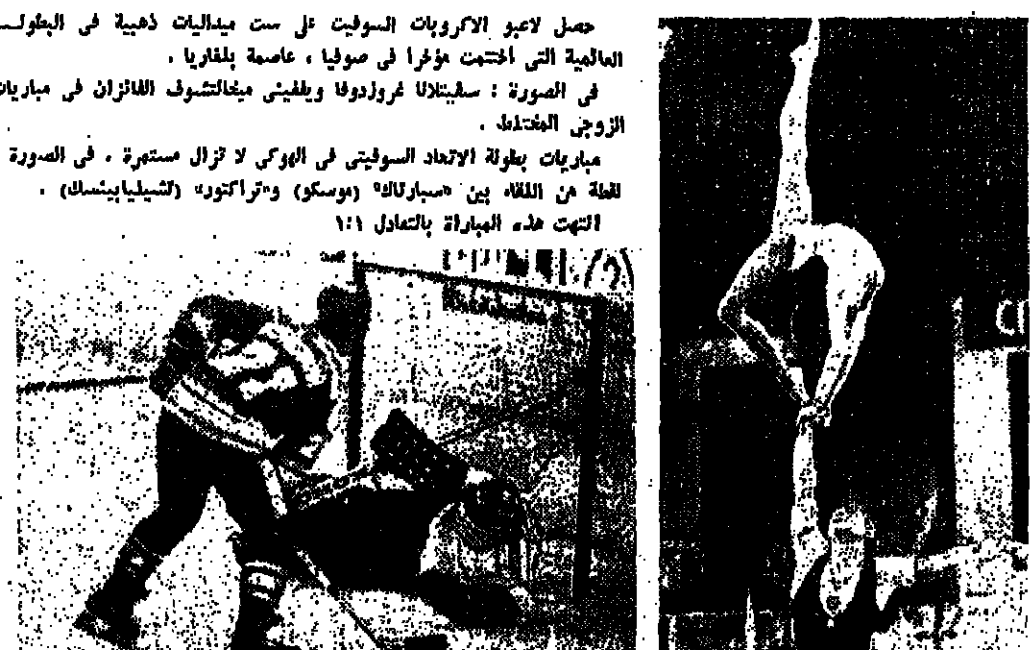 حصل لاعبو الاكروبات السوفيت على ست ميداليات ذهبية فى البطولـــ
العالمية التى اختتمت مؤخرا فى صوفيا ، عاصمة بلغاريا .
فى الصورة : سفيتلانا غروزدوفا ويفغينى ميخالتشوف الفائزان فى مباريات
الزوجى المختلط .
مباريات بطولة الاتحاد السوفيتى فى الهوكى لا تزال مستمرة . فى الصورة
لقطة من اللقاء بين «سبارتاك» (موسكو) و«تراكتور» (تشيليابينسك) .
انتهت هذه المباراة بالتعادل ١:١